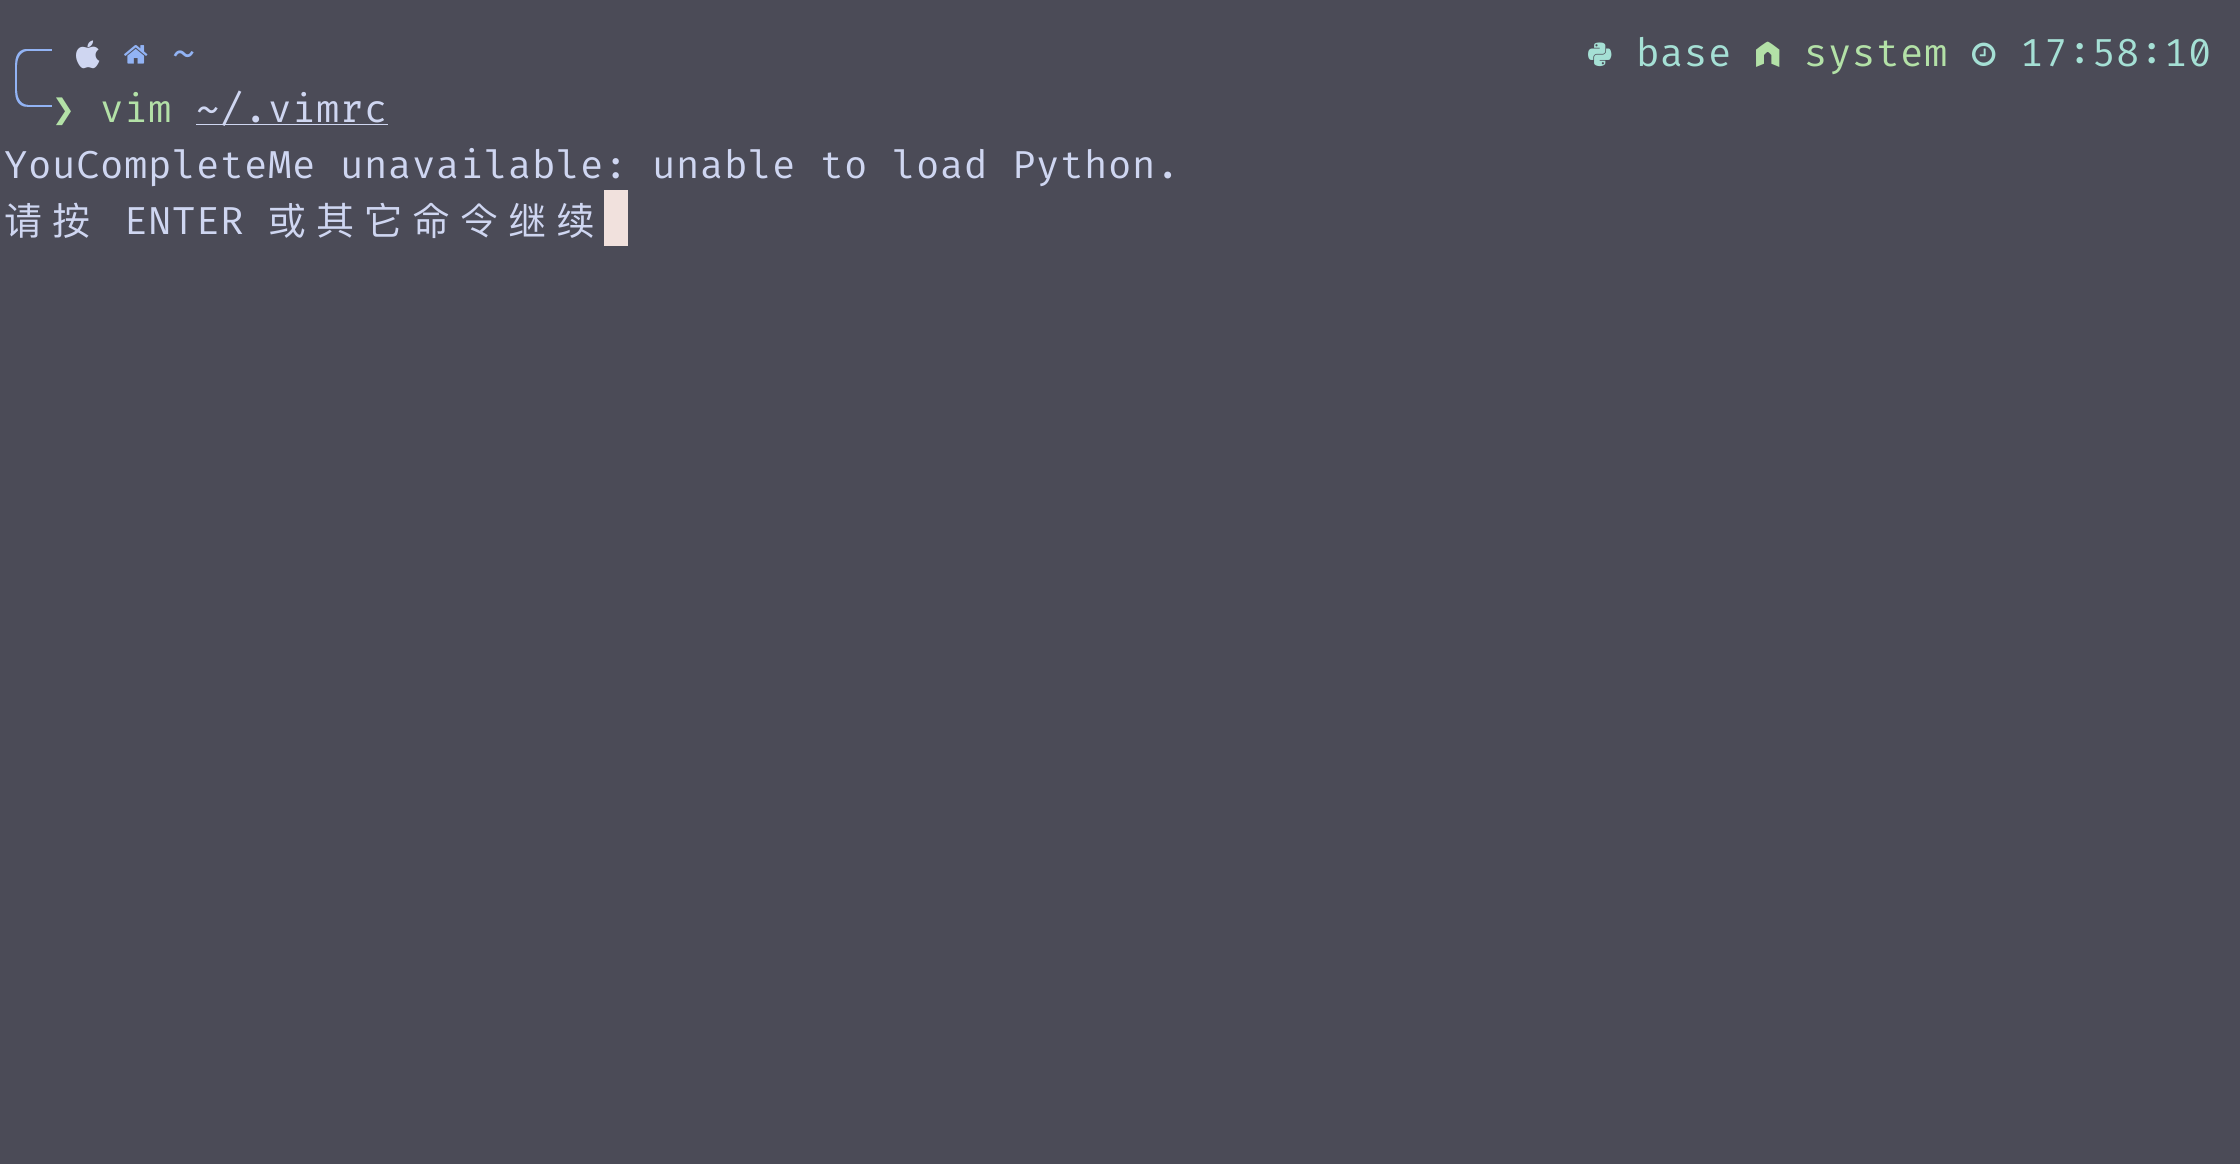 ~ base system 17:58:10
❯ vim ~/.vimrc
YouCompleteMe unavailable: unable to load Python.
请按 ENTER 或其它命令继续